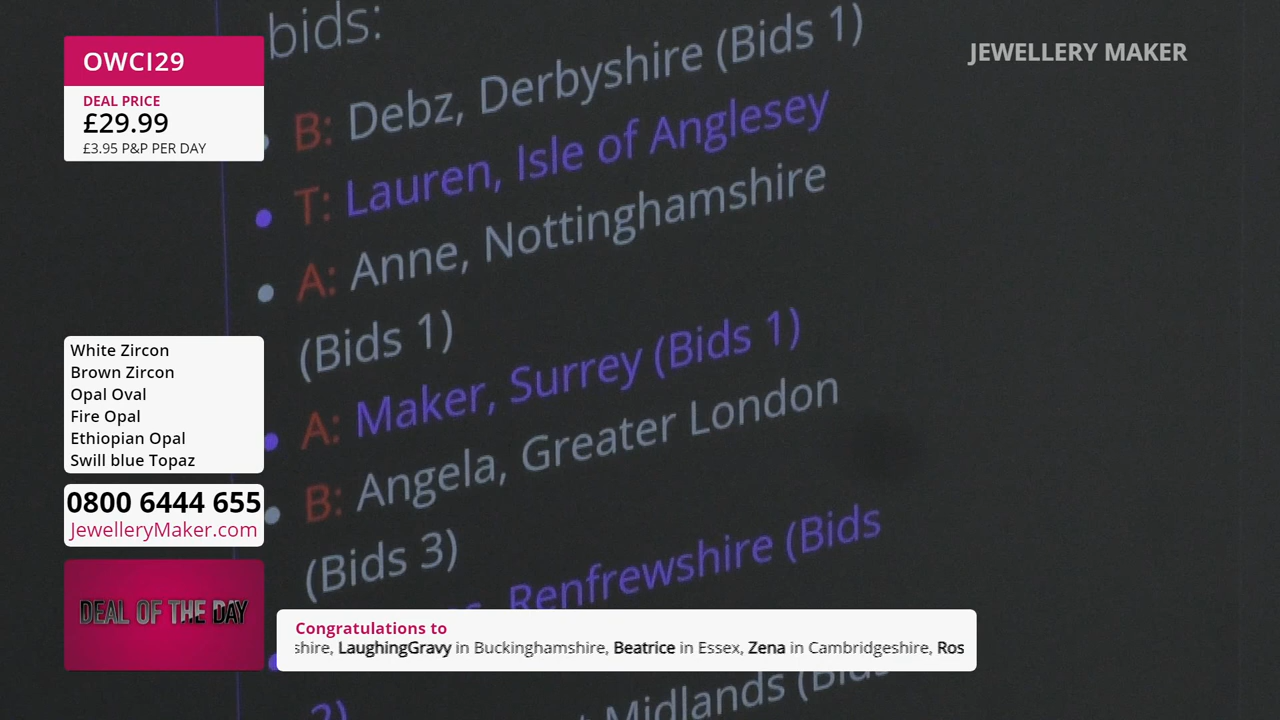 OWCI29
DEAL PRICE
£29.99
£3.95 P&P PER DAY
JEWELLERY MAKER
bids:
B: Debz, Derbyshire (Bids 1)
T: Lauren, Isle of Anglesey
A: Anne, Nottinghamshire
(Bids 1)
A: Maker, Surrey (Bids 1)
B: Angela, Greater London
(Bids 3)
Renfrewshire (Bids
2)
Midlands (Bids
White Zircon
Brown Zircon
Opal Oval
Fire Opal
Ethiopian Opal
Swill blue Topaz
0800 6444 655
JewelleryMaker.com
DEAL OF THE DAY
Congratulations to
shire, LaughingGravy in Buckinghamshire, Beatrice in Essex, Zena in Cambridgeshire, Ros